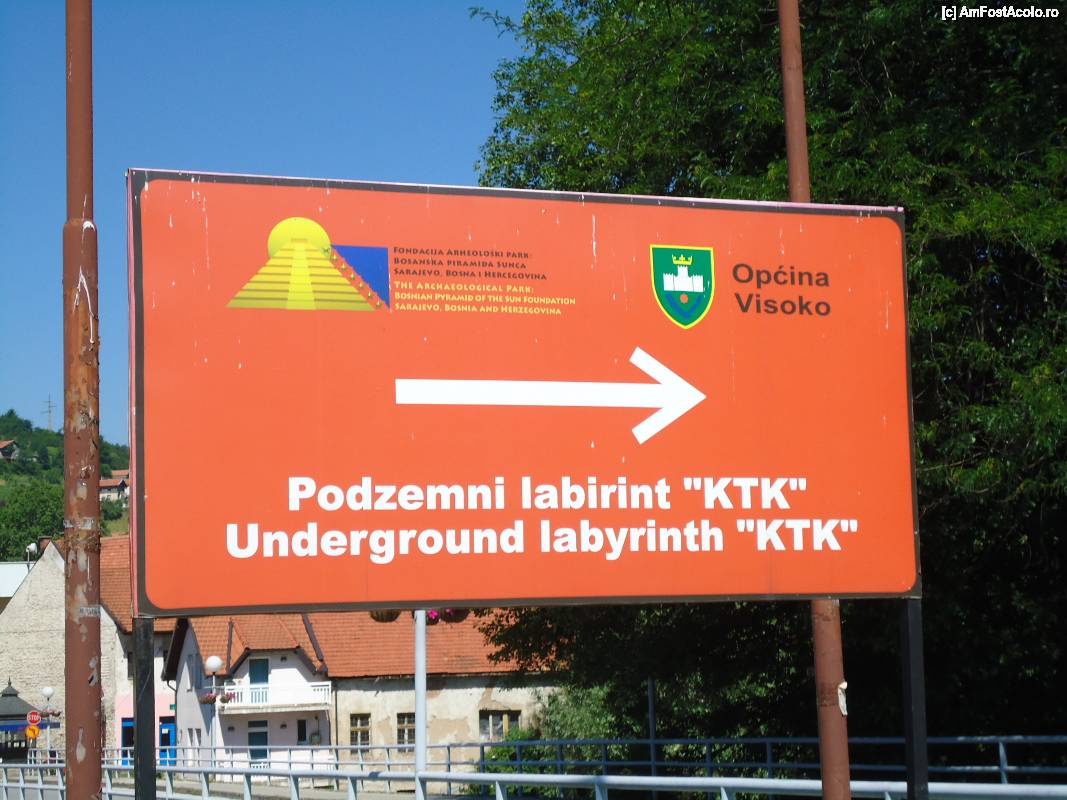 [c] AmFostAcolo.ro
Fondacija Arheološki park:
Bosanska piramida Sunca
Sarajevo, Bosna i Hercegovina
The Archaeological Park:
Bosnian Pyramid of the Sun Foundation
Sarajevo, Bosnia and Herzegovina
Općina
Visoko
Podzemni labirint "KTK"
Underground labyrinth "KTK"
STOP